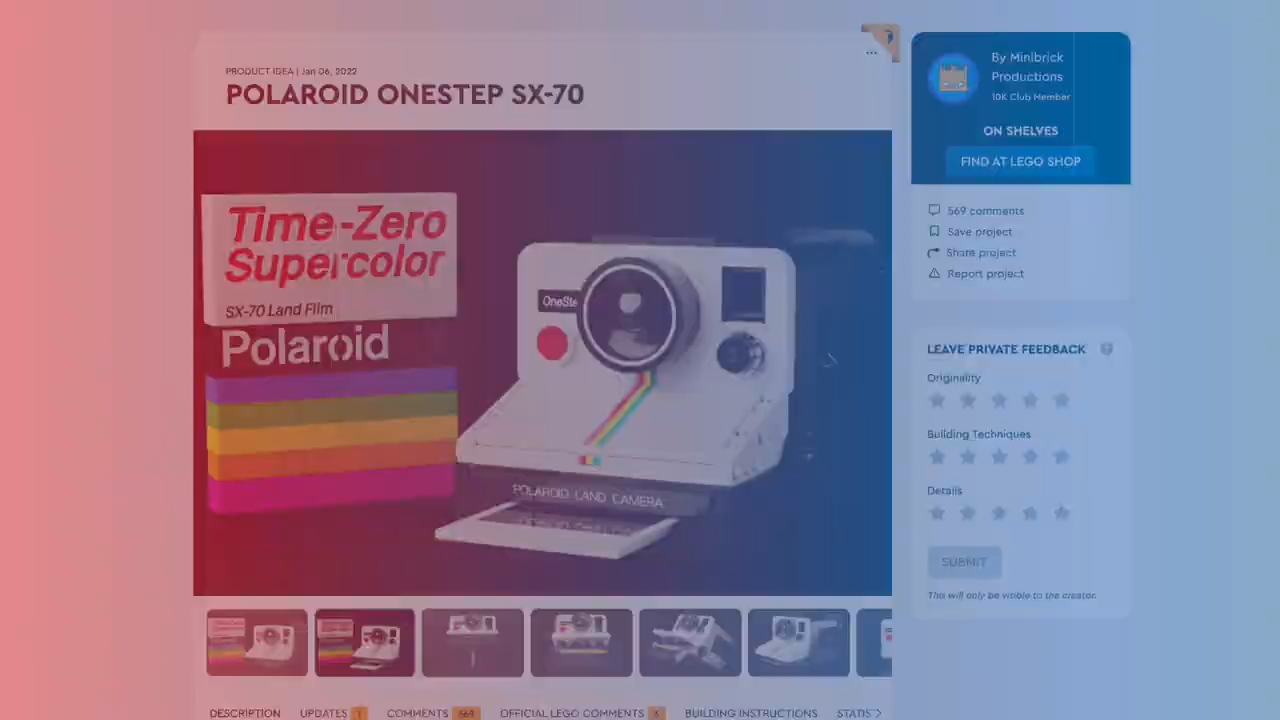 PRODUCT IDEA | Jan 06, 2022
POLAROID ONESTEP SX-70
Time-Zero
Supercolor
SX-70 Land Film
Polaroid
OneSte
POLAROID LAND CAMERA
DESCRIPTION
UPDATES 1
COMMENTS 569
OFFICIAL LEGO COMMENTS
BUILDING INSTRUCTIONS
STATIS
By Minibrick
Productions
10K Club Member
ON SHELVES
FIND AT LEGO SHOP
569 comments
Save project
Share project
Report project
LEAVE PRIVATE FEEDBACK
Originality
Building Techniques
Details
SUBMIT
This will only be visible to the creator.